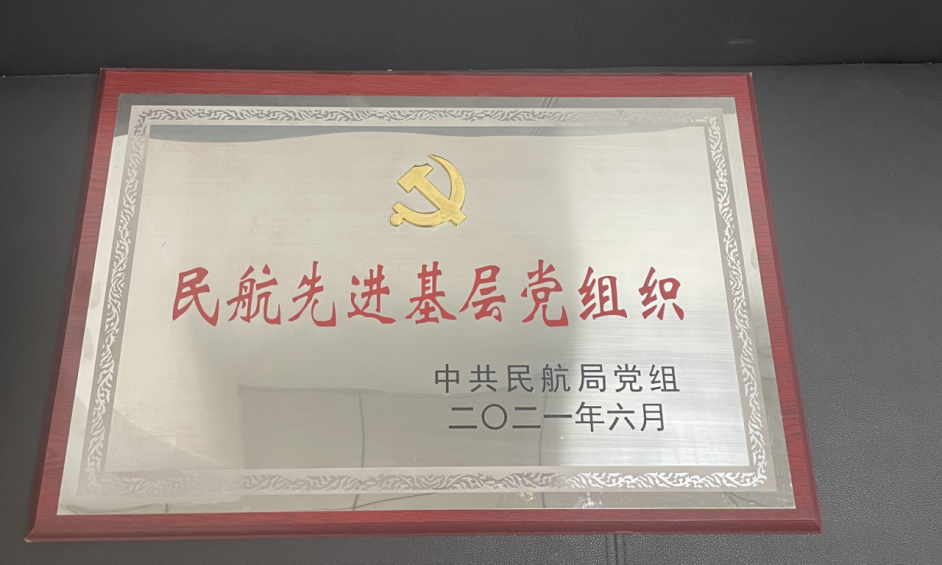 民航先进基层党组织
中共民航局党组
二〇二一年六月